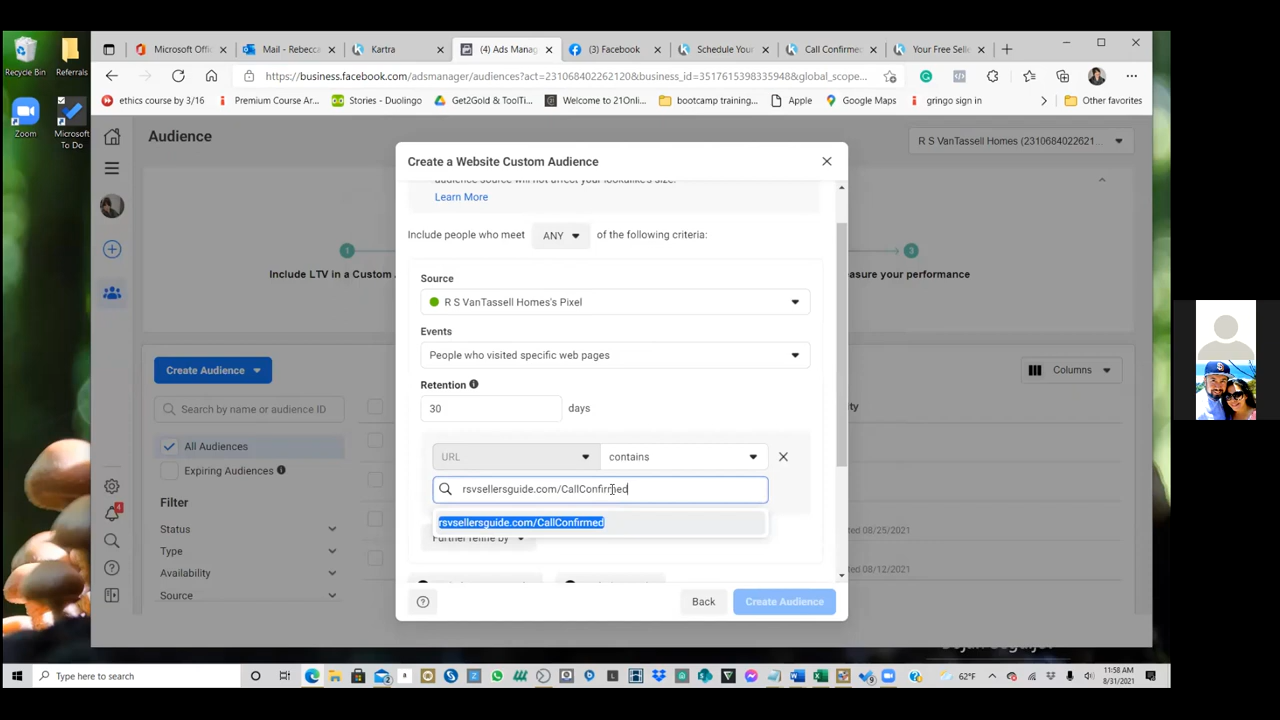 Recycle Bin
Referrals
Zoom
Microsoft To Do
Microsoft Offi...
Mail - Rebecca
Kartra
(4) Ads Manag
(3) Facebook
Schedule Your
Call Confirmed
Your Free Selle
https://business.facebook.com/adsmanager/audiences?act=231068402262120&business_id=3517615398335948&global_scope...
ethics course by 3/16
Premium Course Ar...
Stories - Duolingo
Get2Gold & ToolTi...
Welcome to 21Onli...
bootcamp training...
Apple
Google Maps
gringo sign in
Other favorites
Audience
R S VanTassell Homes (2310684022621...
Create a Website Custom Audience
Learn More
Include people who meet ANY of the following criteria:
1
Include LTV in a Custom
3
easure your performance
Source
R S VanTassell Homes's Pixel
Events
People who visited specific web pages
Retention
30 days
URL contains
rsvsellersguide.com/CallConfirmed
rsvsellersguide.com/CallConfirmed
Further refine by
Back
Create Audience
Create Audience
Columns
Search by name or audience ID
All Audiences
Expiring Audiences
Filter
Status
Type
Availability
Source
4
08/25/2021
08/12/2021
Type here to search
62°F
11:58 AM
8/31/2021